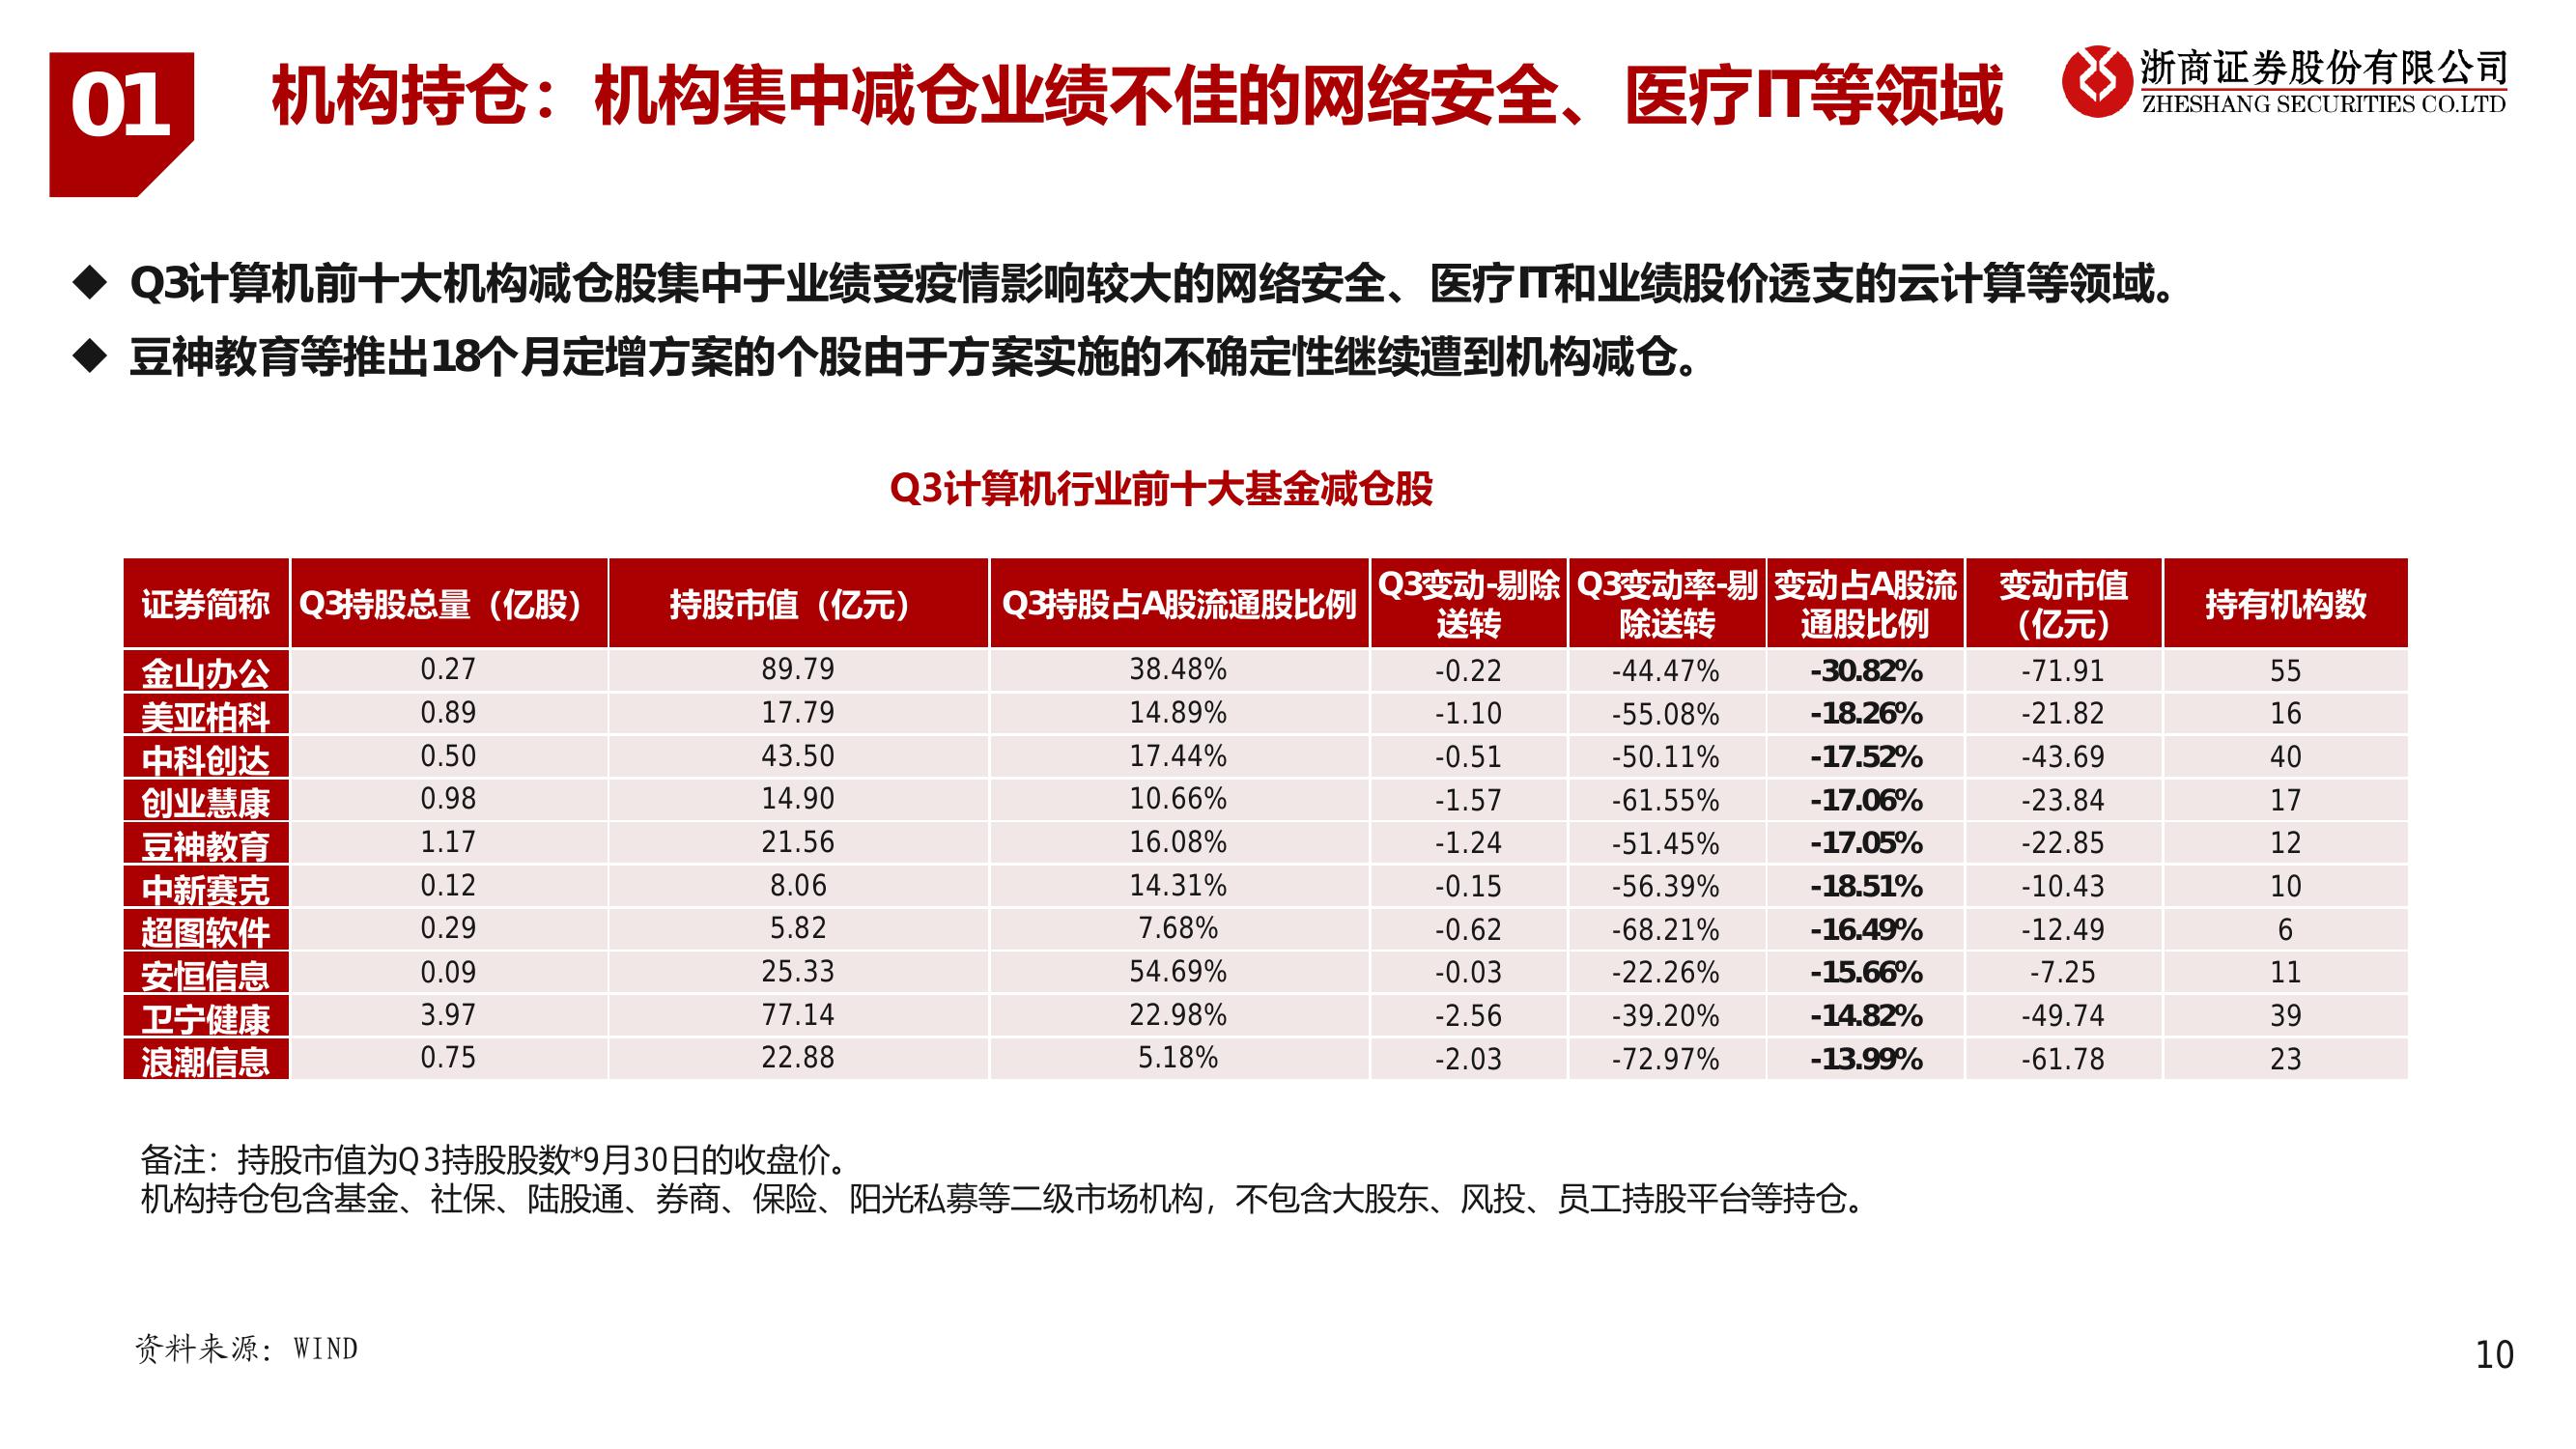 01
机构持仓：机构集中减仓业绩不佳的网络安全、医疗IT等领域
浙商证券股份有限公司
ZHESHANG SECURITIES CO.LTD
◆ Q3计算机前十大机构减仓股集中于业绩受疫情影响较大的网络安全、医疗IT和业绩股价透支的云计算等领域。
◆ 豆神教育等推出18个月定增方案的个股由于方案实施的不确定性继续遭到机构减仓。
Q3计算机行业前十大基金减仓股
证券简称 Q3持股总量（亿股） 持股市值（亿元） Q3持股占A股流通股比例 Q3变动-剔除送转 Q3变动率-剔除送转 变动占A股流通股比例 变动市值（亿元） 持有机构数
金山办公 0.27 89.79 38.48% -0.22 -44.47% -30.82% -71.91 55
美亚柏科 0.89 17.79 14.89% -1.10 -55.08% -18.26% -21.82 16
中科创达 0.50 43.50 17.44% -0.51 -50.11% -17.52% -43.69 40
创业慧康 0.98 14.90 10.66% -1.57 -61.55% -17.06% -23.84 17
豆神教育 1.17 21.56 16.08% -1.24 -51.45% -17.05% -22.85 12
中新赛克 0.12 8.06 14.31% -0.15 -56.39% -18.51% -10.43 10
超图软件 0.29 5.82 7.68% -0.62 -68.21% -16.49% -12.49 6
安恒信息 0.09 25.33 54.69% -0.03 -22.26% -15.66% -7.25 11
卫宁健康 3.97 77.14 22.98% -2.56 -39.20% -14.82% -49.74 39
浪潮信息 0.75 22.88 5.18% -2.03 -72.97% -13.99% -61.78 23
备注：持股市值为Q3持股股数*9月30日的收盘价。
机构持仓包含基金、社保、陆股通、券商、保险、阳光私募等二级市场机构，不包含大股东、风投、员工持股平台等持仓。
资料来源：WIND
10